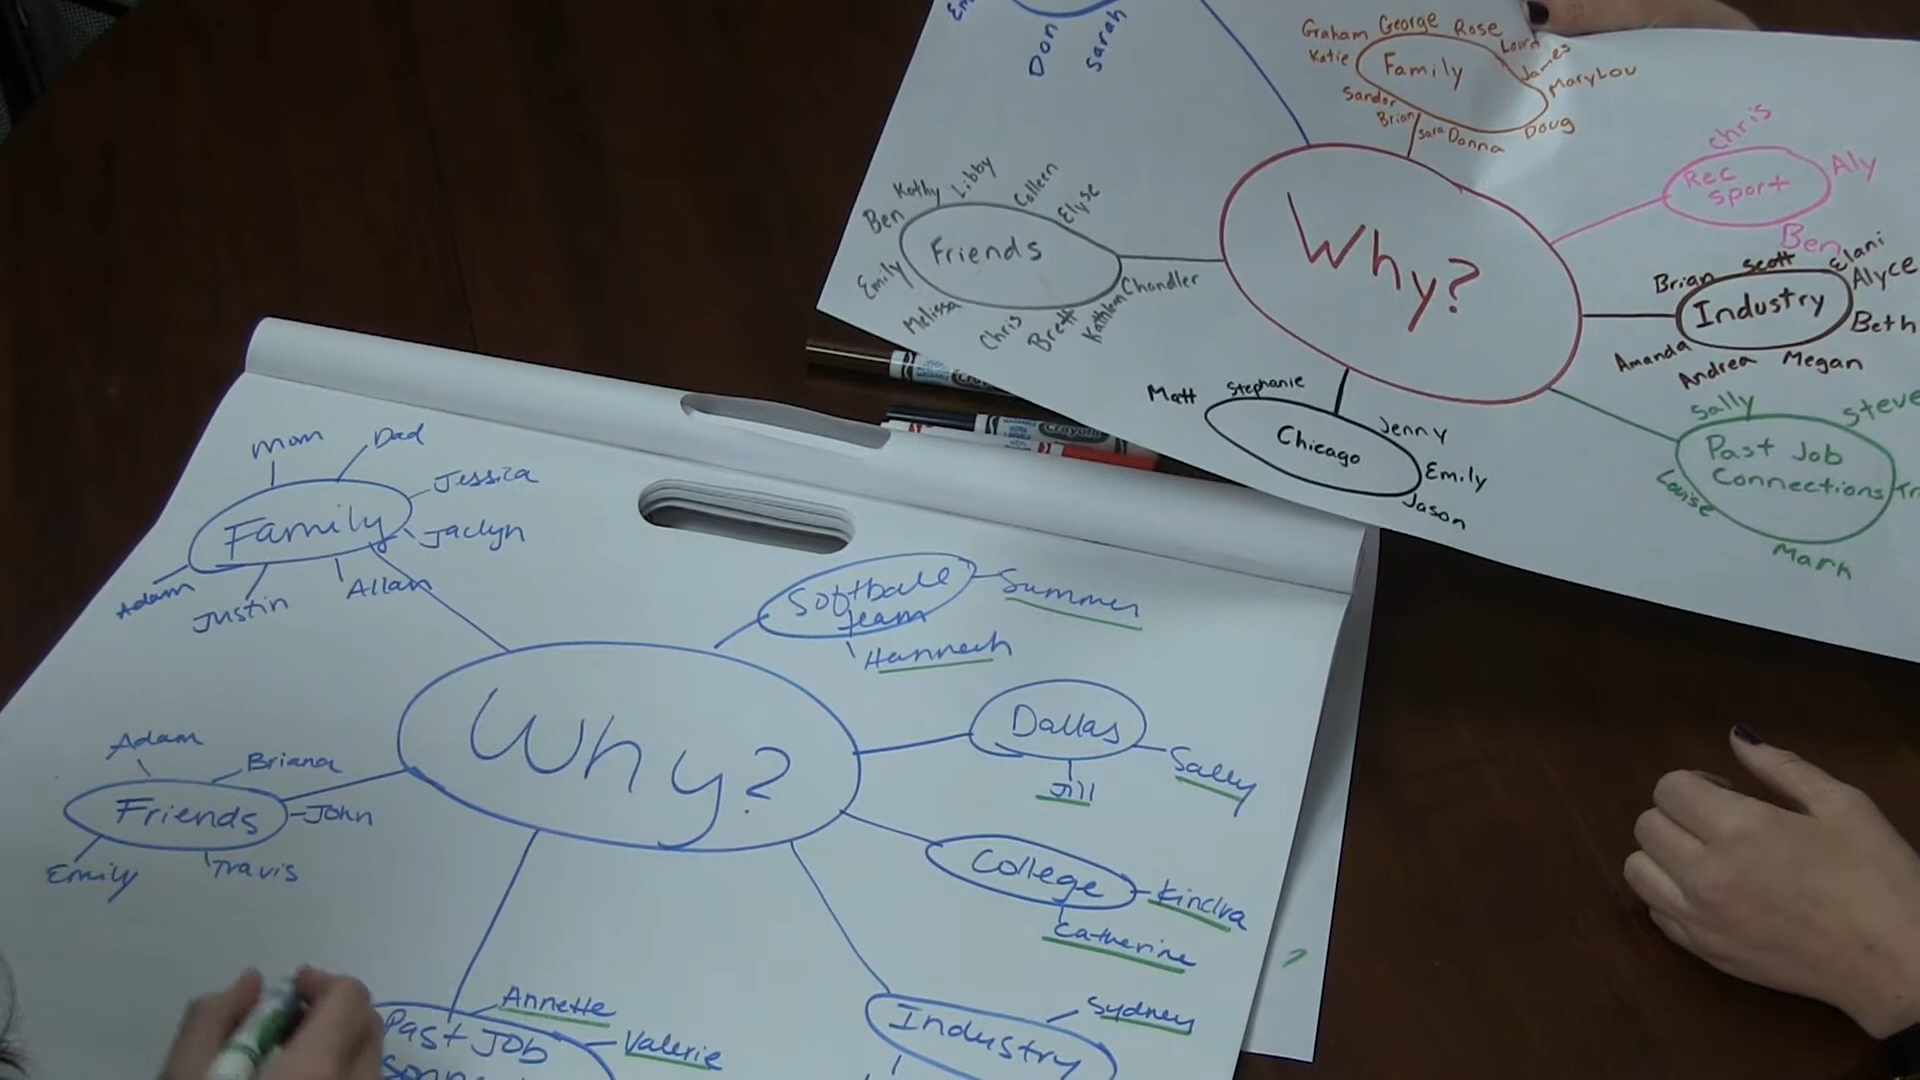 Don
Sarah
Graham
George
Rose
Laura
James
MaryLou
Katie
Family
Sandor
Brian
Sara
Donna
Doug
Chris
Rec
Sport
Aly
Ben
Kathy
Libby
Colleen
Elyse
Ben
Friends
Emily
Melissa
Chris
Brett
Kathleen
Chandler
Why?
Brian
Scott
Elani
Alyce
Industry
Beth
Amanda
Andrea
Megan
Matt
Stephanie
Jenny
Chicago
Emily
Jason
Sally
Steve
Past Job
Connections
Louise
Mark
Crayola
Mom
Dad
Jessica
Family
Jaclyn
Adam
Justin
Allan
Softball
team
Summer
Hannah
Why?
Dallas
Sally
Jill
Adam
Briana
Friends
John
Emily
Travis
College
Kindra
Catherine
Annette
Past Job
Valerie
Industry
Sydney